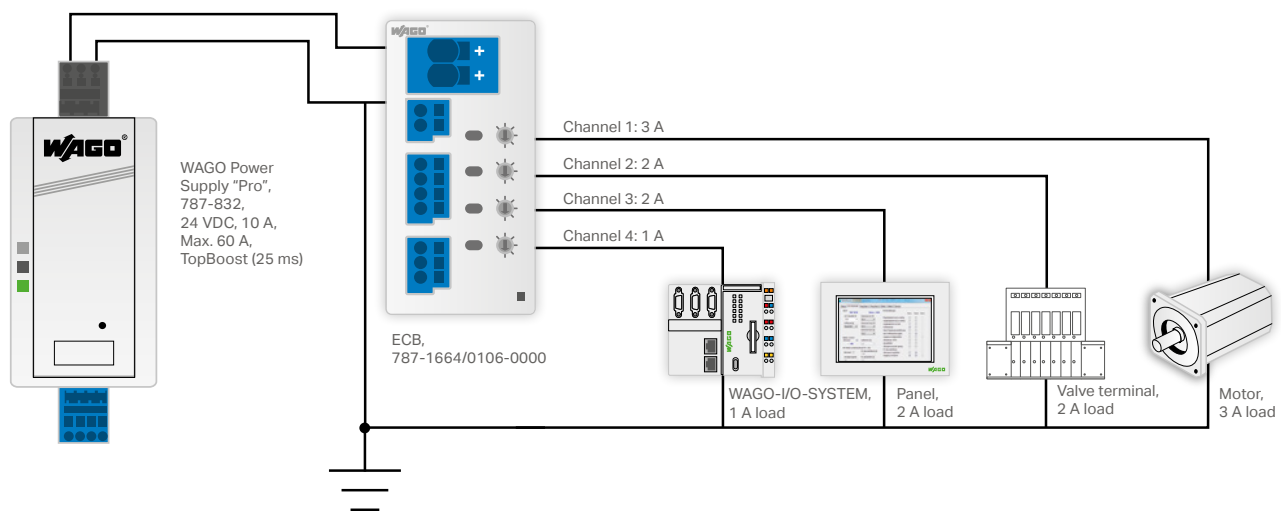 WAGO®
WAGO Power
Supply "Pro",
787-832,
24 VDC, 10 A,
Max. 60 A,
TopBoost (25 ms)
WAGO
+
+
ECB,
787-1664/0106-0000
Channel 1: 3 A
Channel 2: 2 A
Channel 3: 2 A
Channel 4: 1 A
WAGO
WAGO-I/O-SYSTEM,
1 A load
WAGO
Panel,
2 A load
Valve terminal,
2 A load
Motor,
3 A load